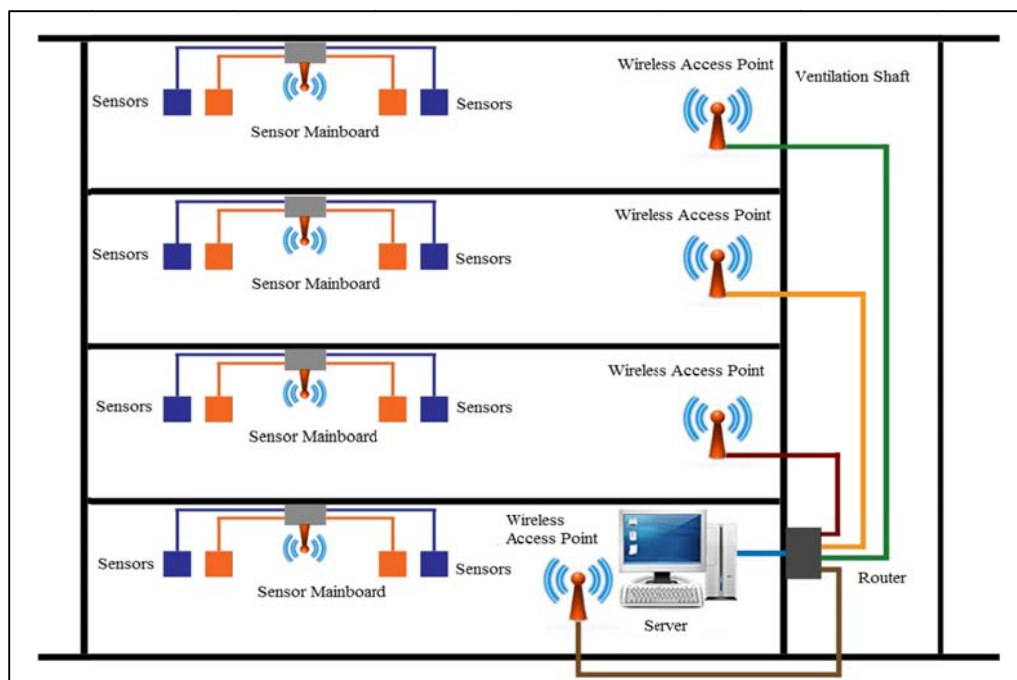 Wireless Access Point
Ventilation Shaft
Sensors
Sensors
Sensor Mainboard
Wireless Access Point
Sensors
Sensors
Sensor Mainboard
Wireless Access Point
Sensors
Sensors
Sensor Mainboard
Wireless
Access Point
Sensors
Sensors
Sensor Mainboard
Server
Router